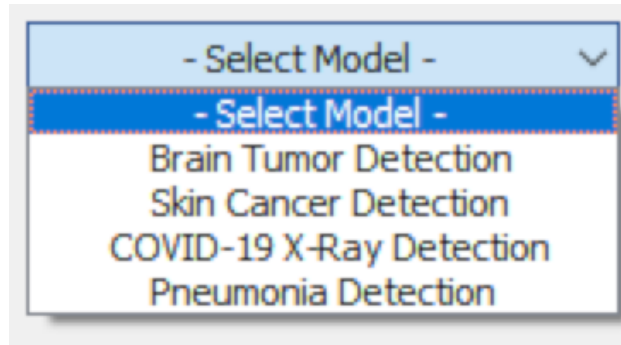 - Select Model -
- Select Model -
Brain Tumor Detection
Skin Cancer Detection
COVID-19 X-Ray Detection
Pneumonia Detection